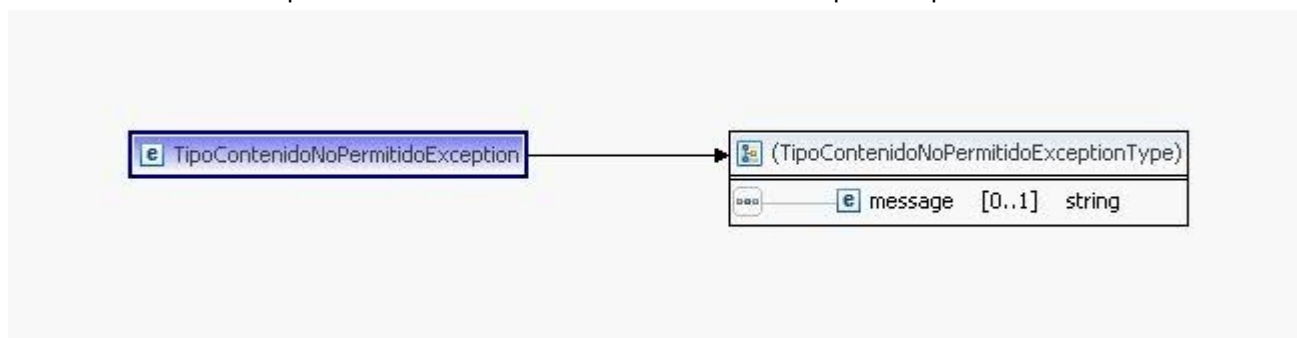 e TipoContenidoNoPermitidoException
(TipoContenidoNoPermitidoExceptionType)
e message [0..1] string